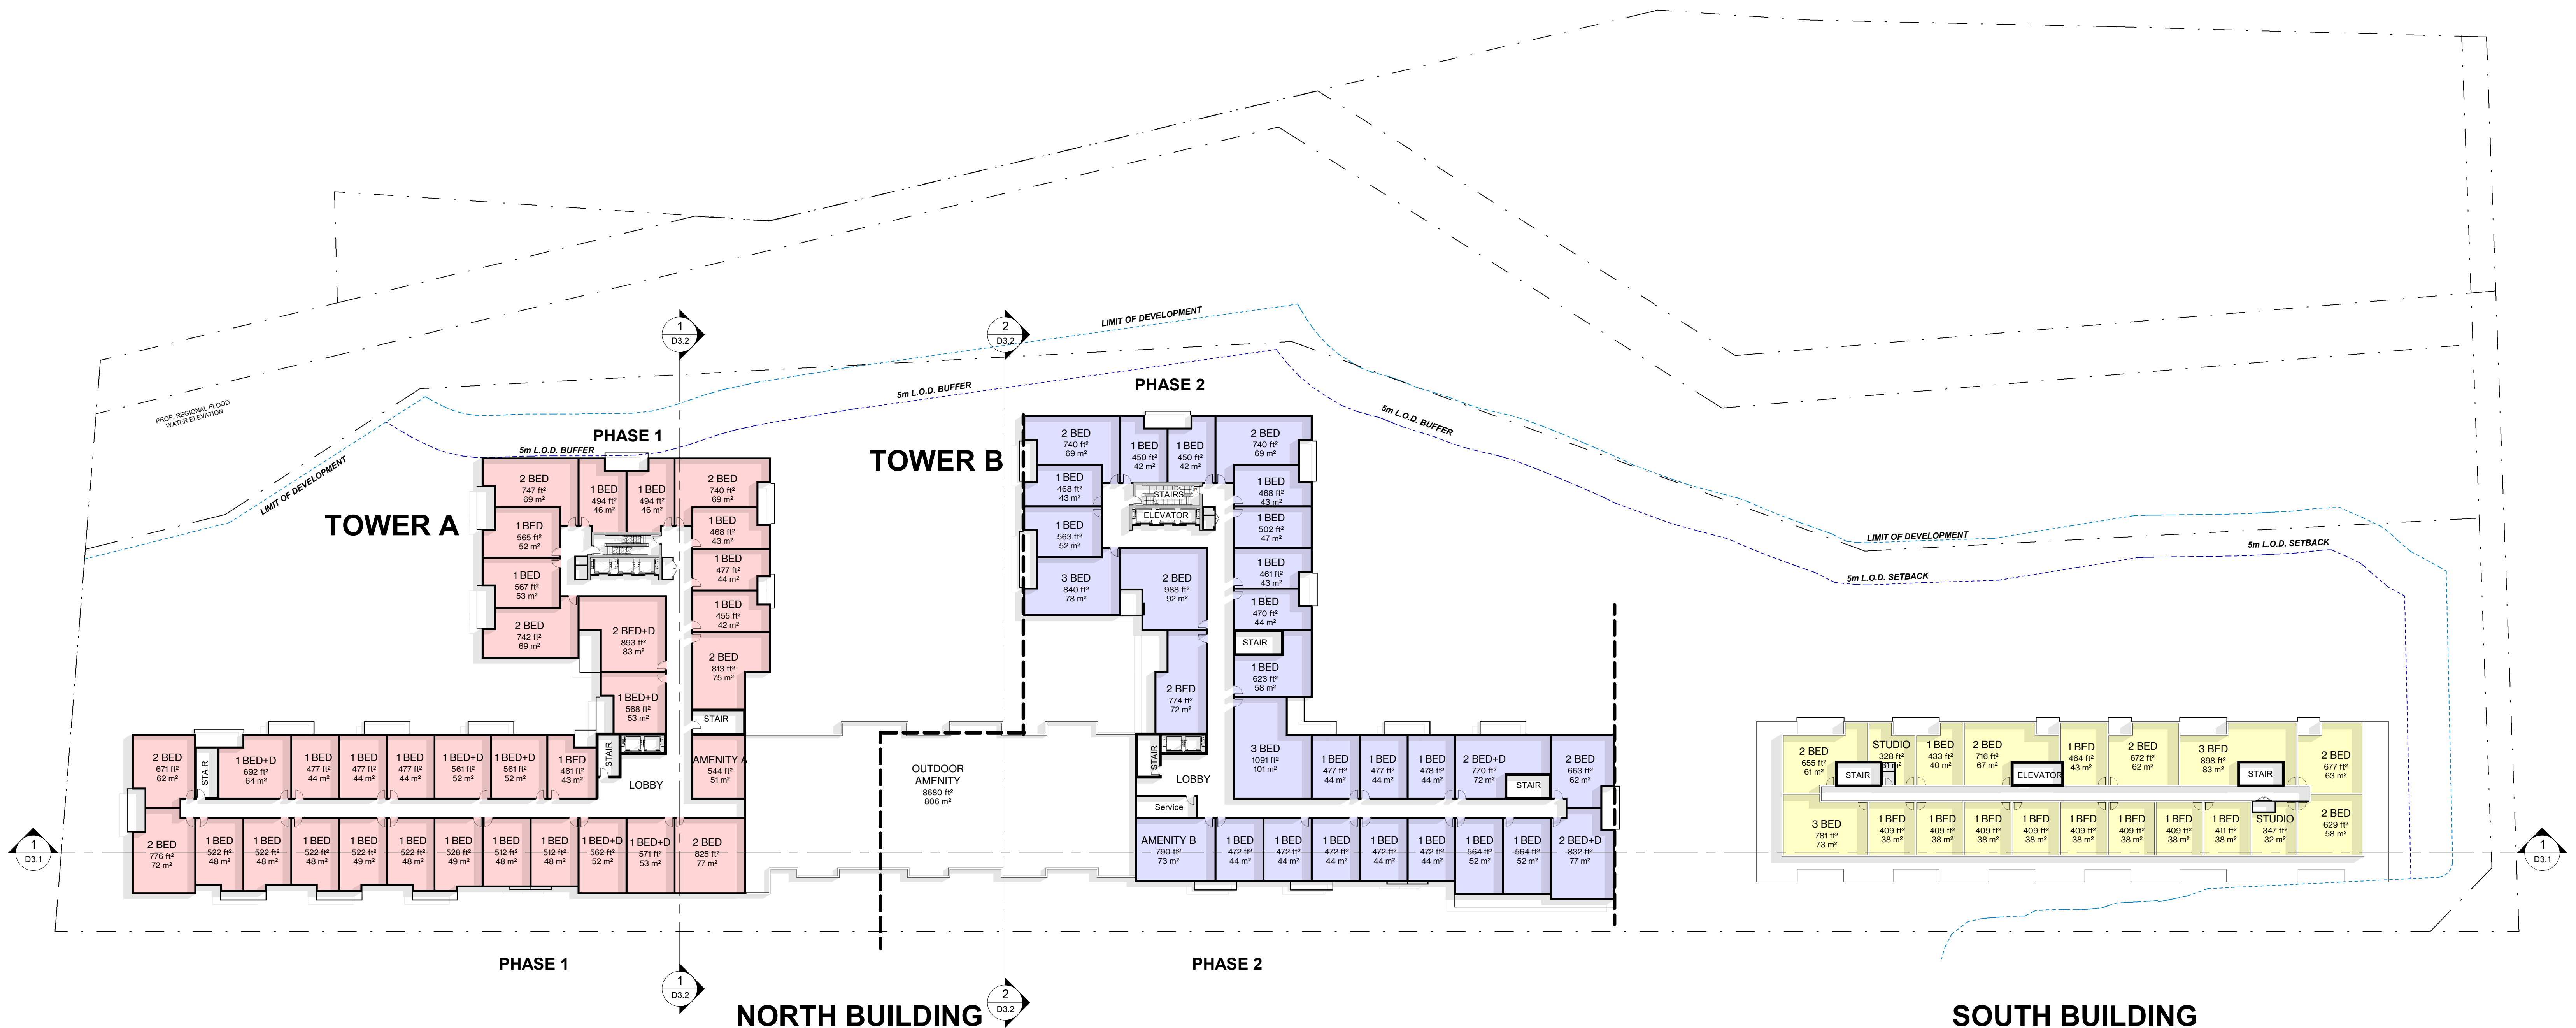 LIMIT OF DEVELOPMENT
1
D3.2
2
D3.2
PHASE 2
5m L.O.D. BUFFER
PROP. REGIONAL FLOOD
WATER ELEVATION
5m L.O.D. BUFFER
PHASE 1
5m L.O.D. BUFFER
LIMIT OF DEVELOPMENT
TOWER A
TOWER B
LIMIT OF DEVELOPMENT
5m L.O.D. SETBACK
5m L.O.D. SETBACK
2 BED
747 ft²
69 m²
1 BED
494 ft²
46 m²
1 BED
494 ft²
46 m²
2 BED
740 ft²
69 m²
1 BED
565 ft²
52 m²
1 BED
468 ft²
43 m²
1 BED
567 ft²
53 m²
1 BED
477 ft²
44 m²
1 BED
455 ft²
42 m²
2 BED
742 ft²
69 m²
2 BED+D
893 ft²
83 m²
2 BED
813 ft²
75 m²
1 BED+D
568 ft²
53 m²
STAIR
2 BED
671 ft²
62 m²
STAIR
1 BED+D
692 ft²
64 m²
1 BED
477 ft²
44 m²
1 BED
477 ft²
44 m²
1 BED
477 ft²
44 m²
1 BED+D
561 ft²
52 m²
1 BED+D
561 ft²
52 m²
1 BED
461 ft²
43 m²
STAIR
LOBBY
AMENITY A
544 ft²
51 m²
2 BED
776 ft²
72 m²
1 BED
522 ft²
48 m²
1 BED
522 ft²
48 m²
1 BED
522 ft²
48 m²
1 BED
522 ft²
49 m²
1 BED
522 ft²
48 m²
1 BED
528 ft²
49 m²
1 BED
512 ft²
48 m²
1 BED
512 ft²
48 m²
1 BED+D
562 ft²
52 m²
1 BED+D
571 ft²
53 m²
2 BED
825 ft²
77 m²
OUTDOOR
AMENITY
8680 ft²
806 m²
2 BED
740 ft²
69 m²
1 BED
450 ft²
42 m²
1 BED
450 ft²
42 m²
2 BED
740 ft²
69 m²
1 BED
468 ft²
43 m²
STAIRS
ELEVATOR
1 BED
468 ft²
43 m²
1 BED
563 ft²
52 m²
1 BED
502 ft²
47 m²
3 BED
840 ft²
78 m²
2 BED
988 ft²
92 m²
1 BED
461 ft²
43 m²
1 BED
470 ft²
44 m²
STAIR
1 BED
623 ft²
58 m²
2 BED
774 ft²
72 m²
STAIR
LOBBY
Service
3 BED
1091 ft²
101 m²
1 BED
477 ft²
44 m²
1 BED
477 ft²
44 m²
1 BED
478 ft²
44 m²
2 BED+D
770 ft²
72 m²
STAIR
2 BED
663 ft²
62 m²
AMENITY B
790 ft²
73 m²
1 BED
472 ft²
44 m²
1 BED
472 ft²
44 m²
1 BED
472 ft²
44 m²
1 BED
472 ft²
44 m²
1 BED
472 ft²
44 m²
1 BED
564 ft²
52 m²
1 BED
564 ft²
52 m²
2 BED+D
832 ft²
77 m²
2 BED
655 ft²
61 m²
STAIR
STUDIO
328 ft²
1 BED
433 ft²
40 m²
2 BED
716 ft²
67 m²
ELEVATOR
1 BED
464 ft²
43 m²
2 BED
672 ft²
62 m²
3 BED
898 ft²
83 m²
STAIR
2 BED
677 ft²
63 m²
3 BED
781 ft²
73 m²
1 BED
409 ft²
38 m²
1 BED
409 ft²
38 m²
1 BED
409 ft²
38 m²
1 BED
409 ft²
38 m²
1 BED
409 ft²
38 m²
1 BED
409 ft²
38 m²
1 BED
409 ft²
38 m²
1 BED
411 ft²
38 m²
STUDIO
347 ft²
32 m²
2 BED
629 ft²
58 m²
1
D3.1
1
D3.1
PHASE 1
PHASE 2
1
D3.2
2
D3.2
NORTH BUILDING
SOUTH BUILDING